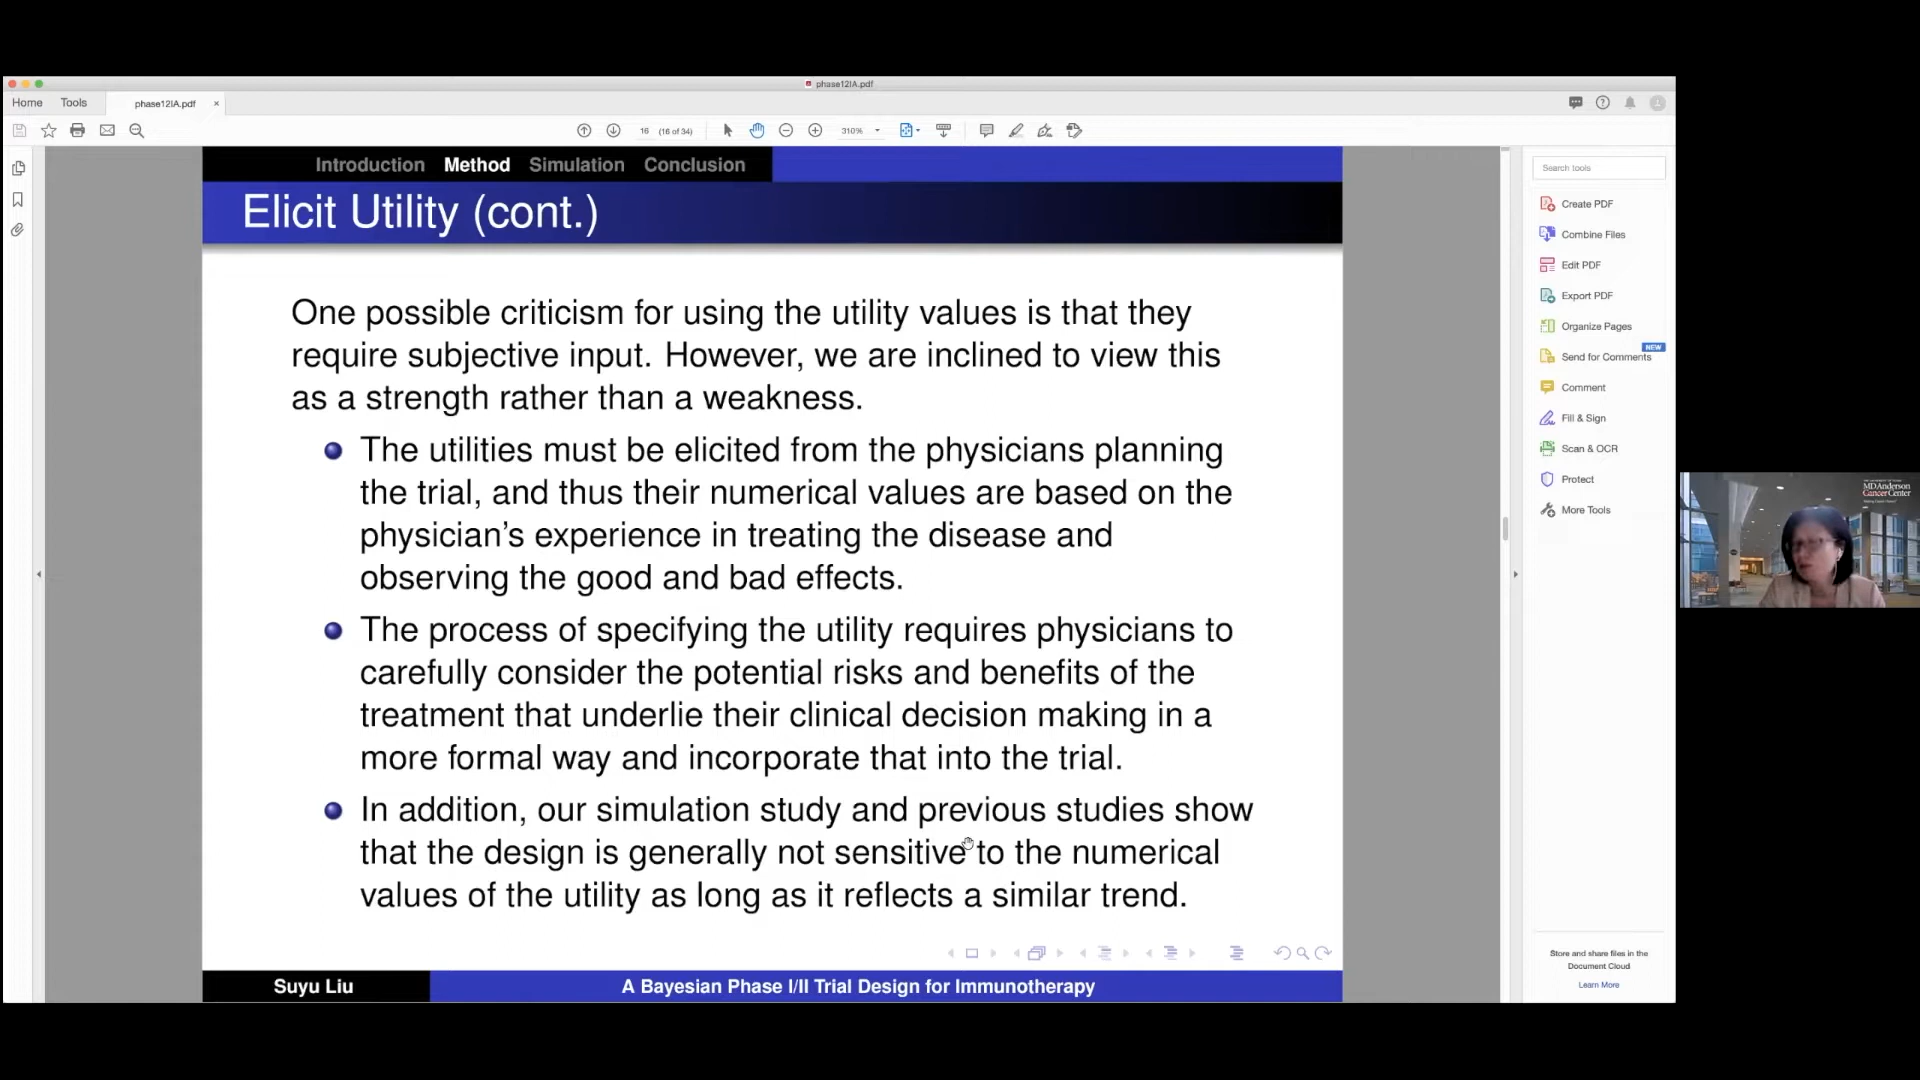 phase12IA.pdf
Home
Tools
phase12IA.pdf
×
16 (16 of 34)
310%
Introduction Method Simulation Conclusion
Elicit Utility (cont.)
One possible criticism for using the utility values is that they
require subjective input. However, we are inclined to view this
as a strength rather than a weakness.
The utilities must be elicited from the physicians planning
the trial, and thus their numerical values are based on the
physician’s experience in treating the disease and
observing the good and bad effects.
The process of specifying the utility requires physicians to
carefully consider the potential risks and benefits of the
treatment that underlie their clinical decision making in a
more formal way and incorporate that into the trial.
In addition, our simulation study and previous studies show
that the design is generally not sensitive to the numerical
values of the utility as long as it reflects a similar trend.
Suyu Liu
A Bayesian Phase I/II Trial Design for Immunotherapy
Search tools
Create PDF
Combine Files
Edit PDF
Export PDF
Organize Pages
NEW
Send for Comments
Comment
Fill & Sign
Scan & OCR
Protect
More Tools
Store and share files in the
Document Cloud
Learn More
MD Anderson
Cancer Center